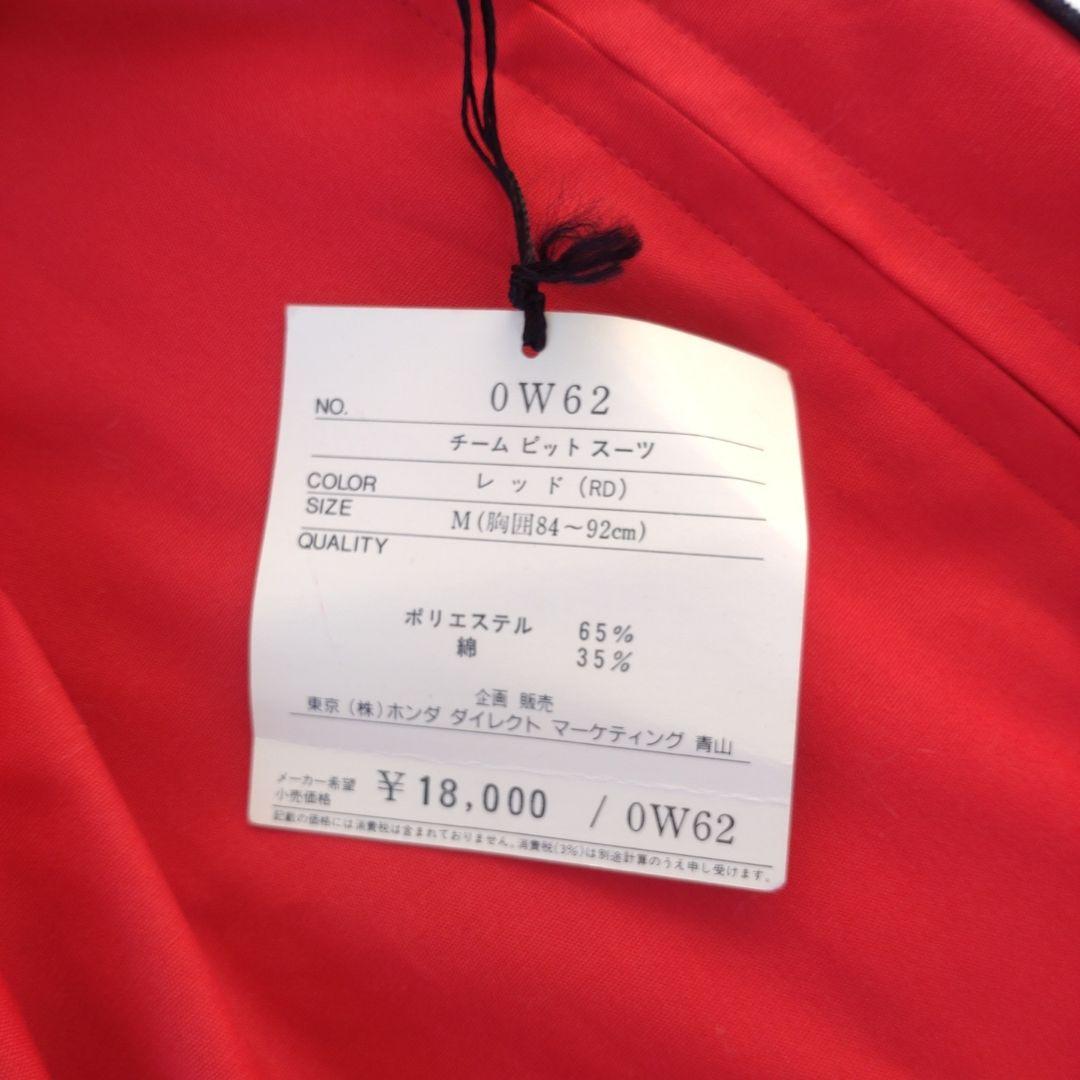 NO. 0W62
チーム ピット スーツ
COLOR レッド (RD)
SIZE M (胸囲84～92cm)
QUALITY
ポリエステル 65%
綿 35%
企画 販売
東京 (株)ホンダ ダイレクト マーケティング 青山
メーカー希望
小売価格 ￥18,000 / 0W62
記載の価格には消費税は含まれておりません。消費税(3%)は別途計算のうえ申し受けます。